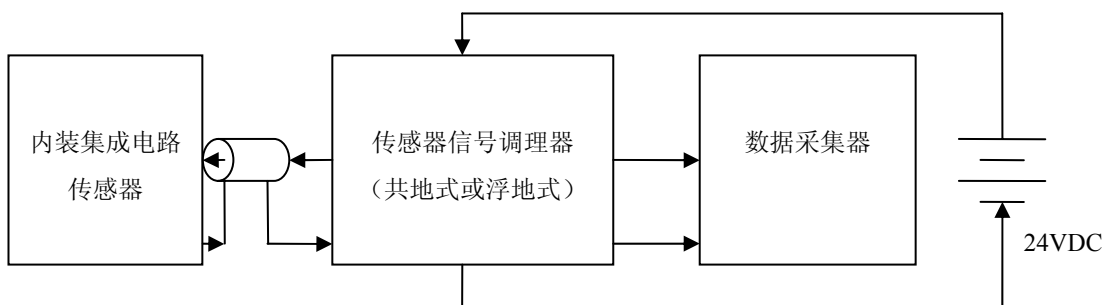 内装集成电路
传感器
传感器信号调理器
（共地式或浮地式）
数据采集器
24VDC